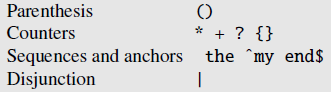 Parenthesis ()
Counters * + ? {}
Sequences and anchors the ^my end$
Disjunction |